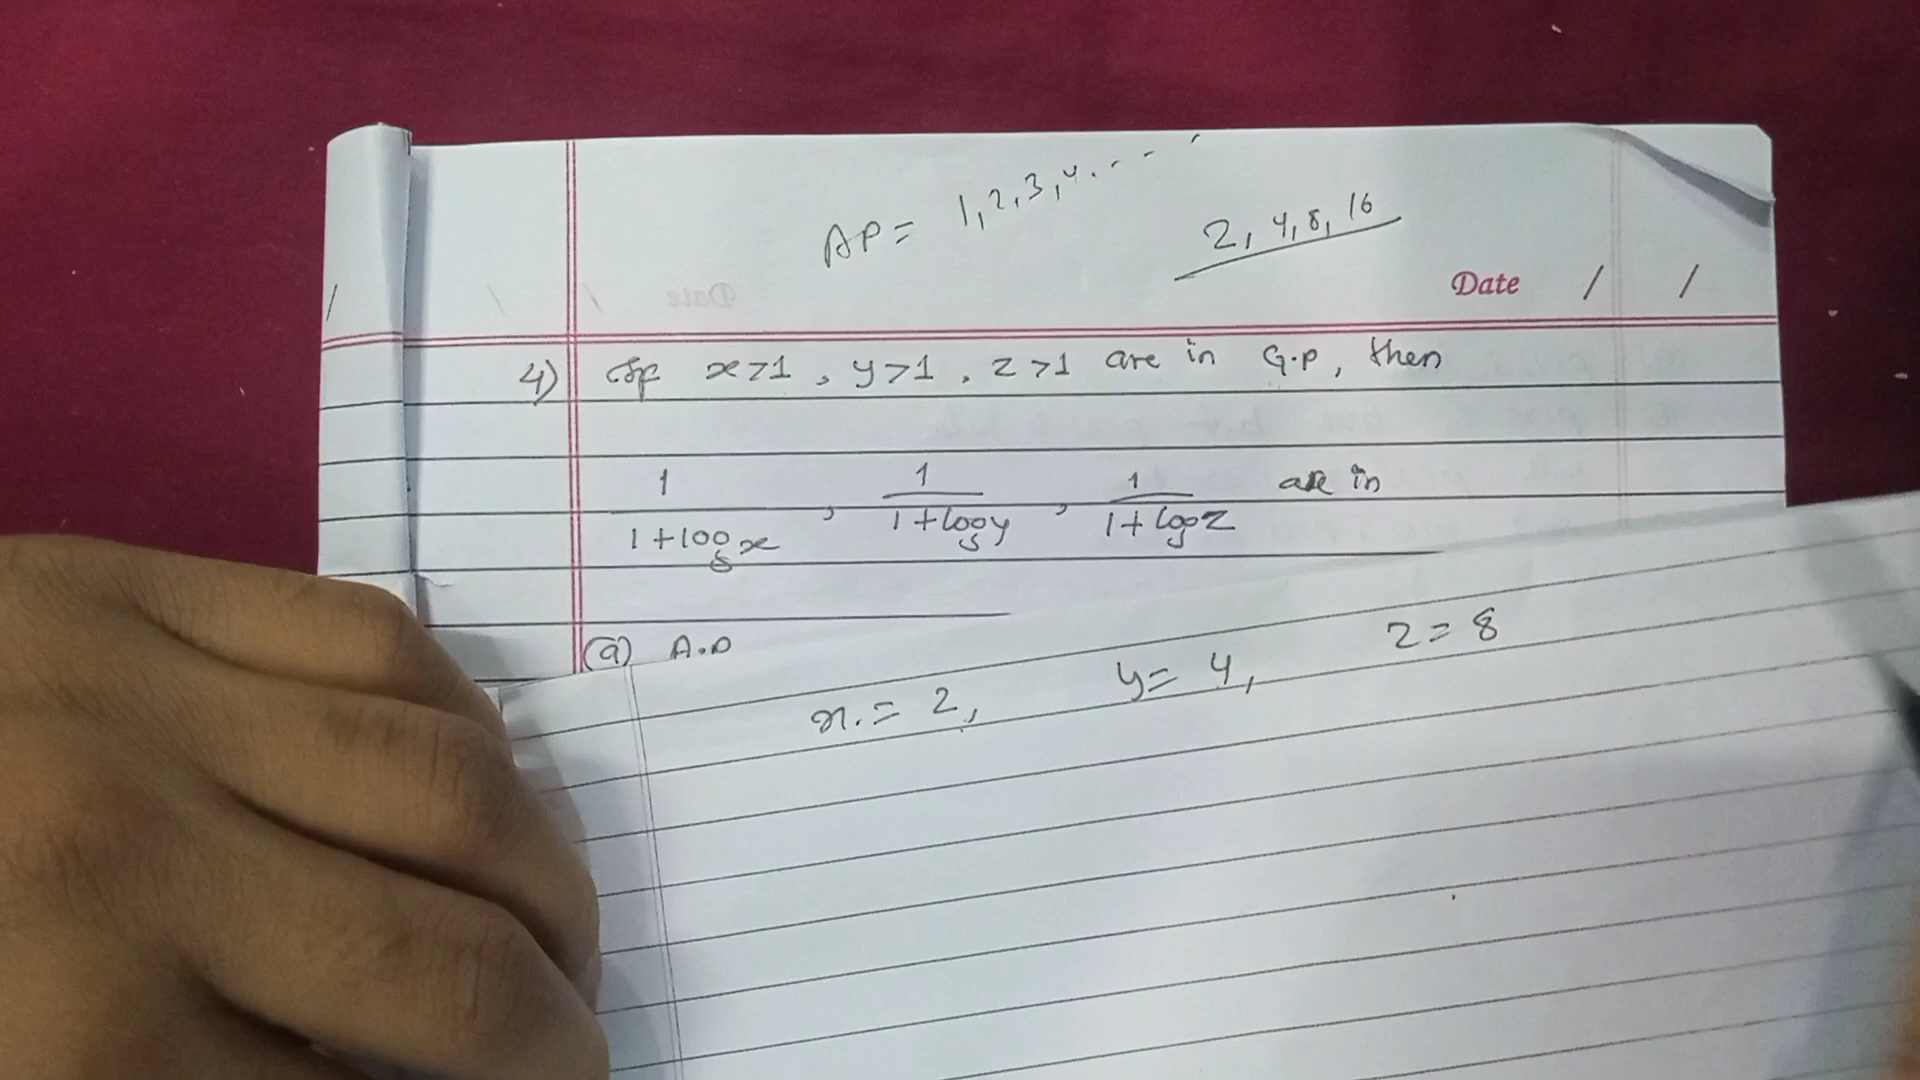 AP = 1, 2, 3, 4. - - -
2, 4, 8, 16
Date / /
4) If x>1, y>1, z>1 are in G.P, then
1/1+log x , 1/1+log y , 1/1+log z are in
(a) A.P
x = 2, y = 4, z = 8